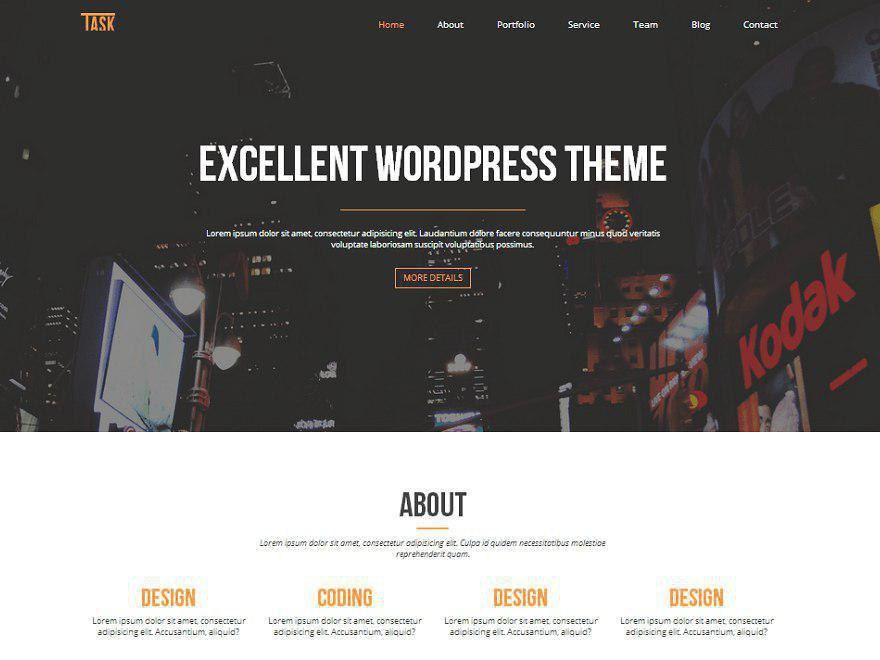 TASK
Home About Portfolio Service Team Blog Contact
EXCELLENT WORDPRESS THEME
Lorem ipsum dolor sit amet, consectetur adipisicing elit. Laudantium dolore facere consequuntur minus quod veritatis
voluptate laboriosam suscipit voluptatibus possimus.
MORE DETAILS
Kodak
TOSHIBA
ABOUT
Lorem ipsum dolor sit amet, consectetur adipisicing elit. Culpa id quidem necessitatibus molestiae
reprehenderit quam.
DESIGN CODING DESIGN DESIGN
Lorem ipsum dolor sit amet, consectetur Lorem ipsum dolor sit amet, consectetur Lorem ipsum dolor sit amet, consectetur Lorem ipsum dolor sit amet, consectetur
adipisicing elit. Accusantium, aliquid? adipisicing elit. Accusantium, aliquid? adipisicing elit. Accusantium, aliquid? adipisicing elit. Accusantium, aliquid?